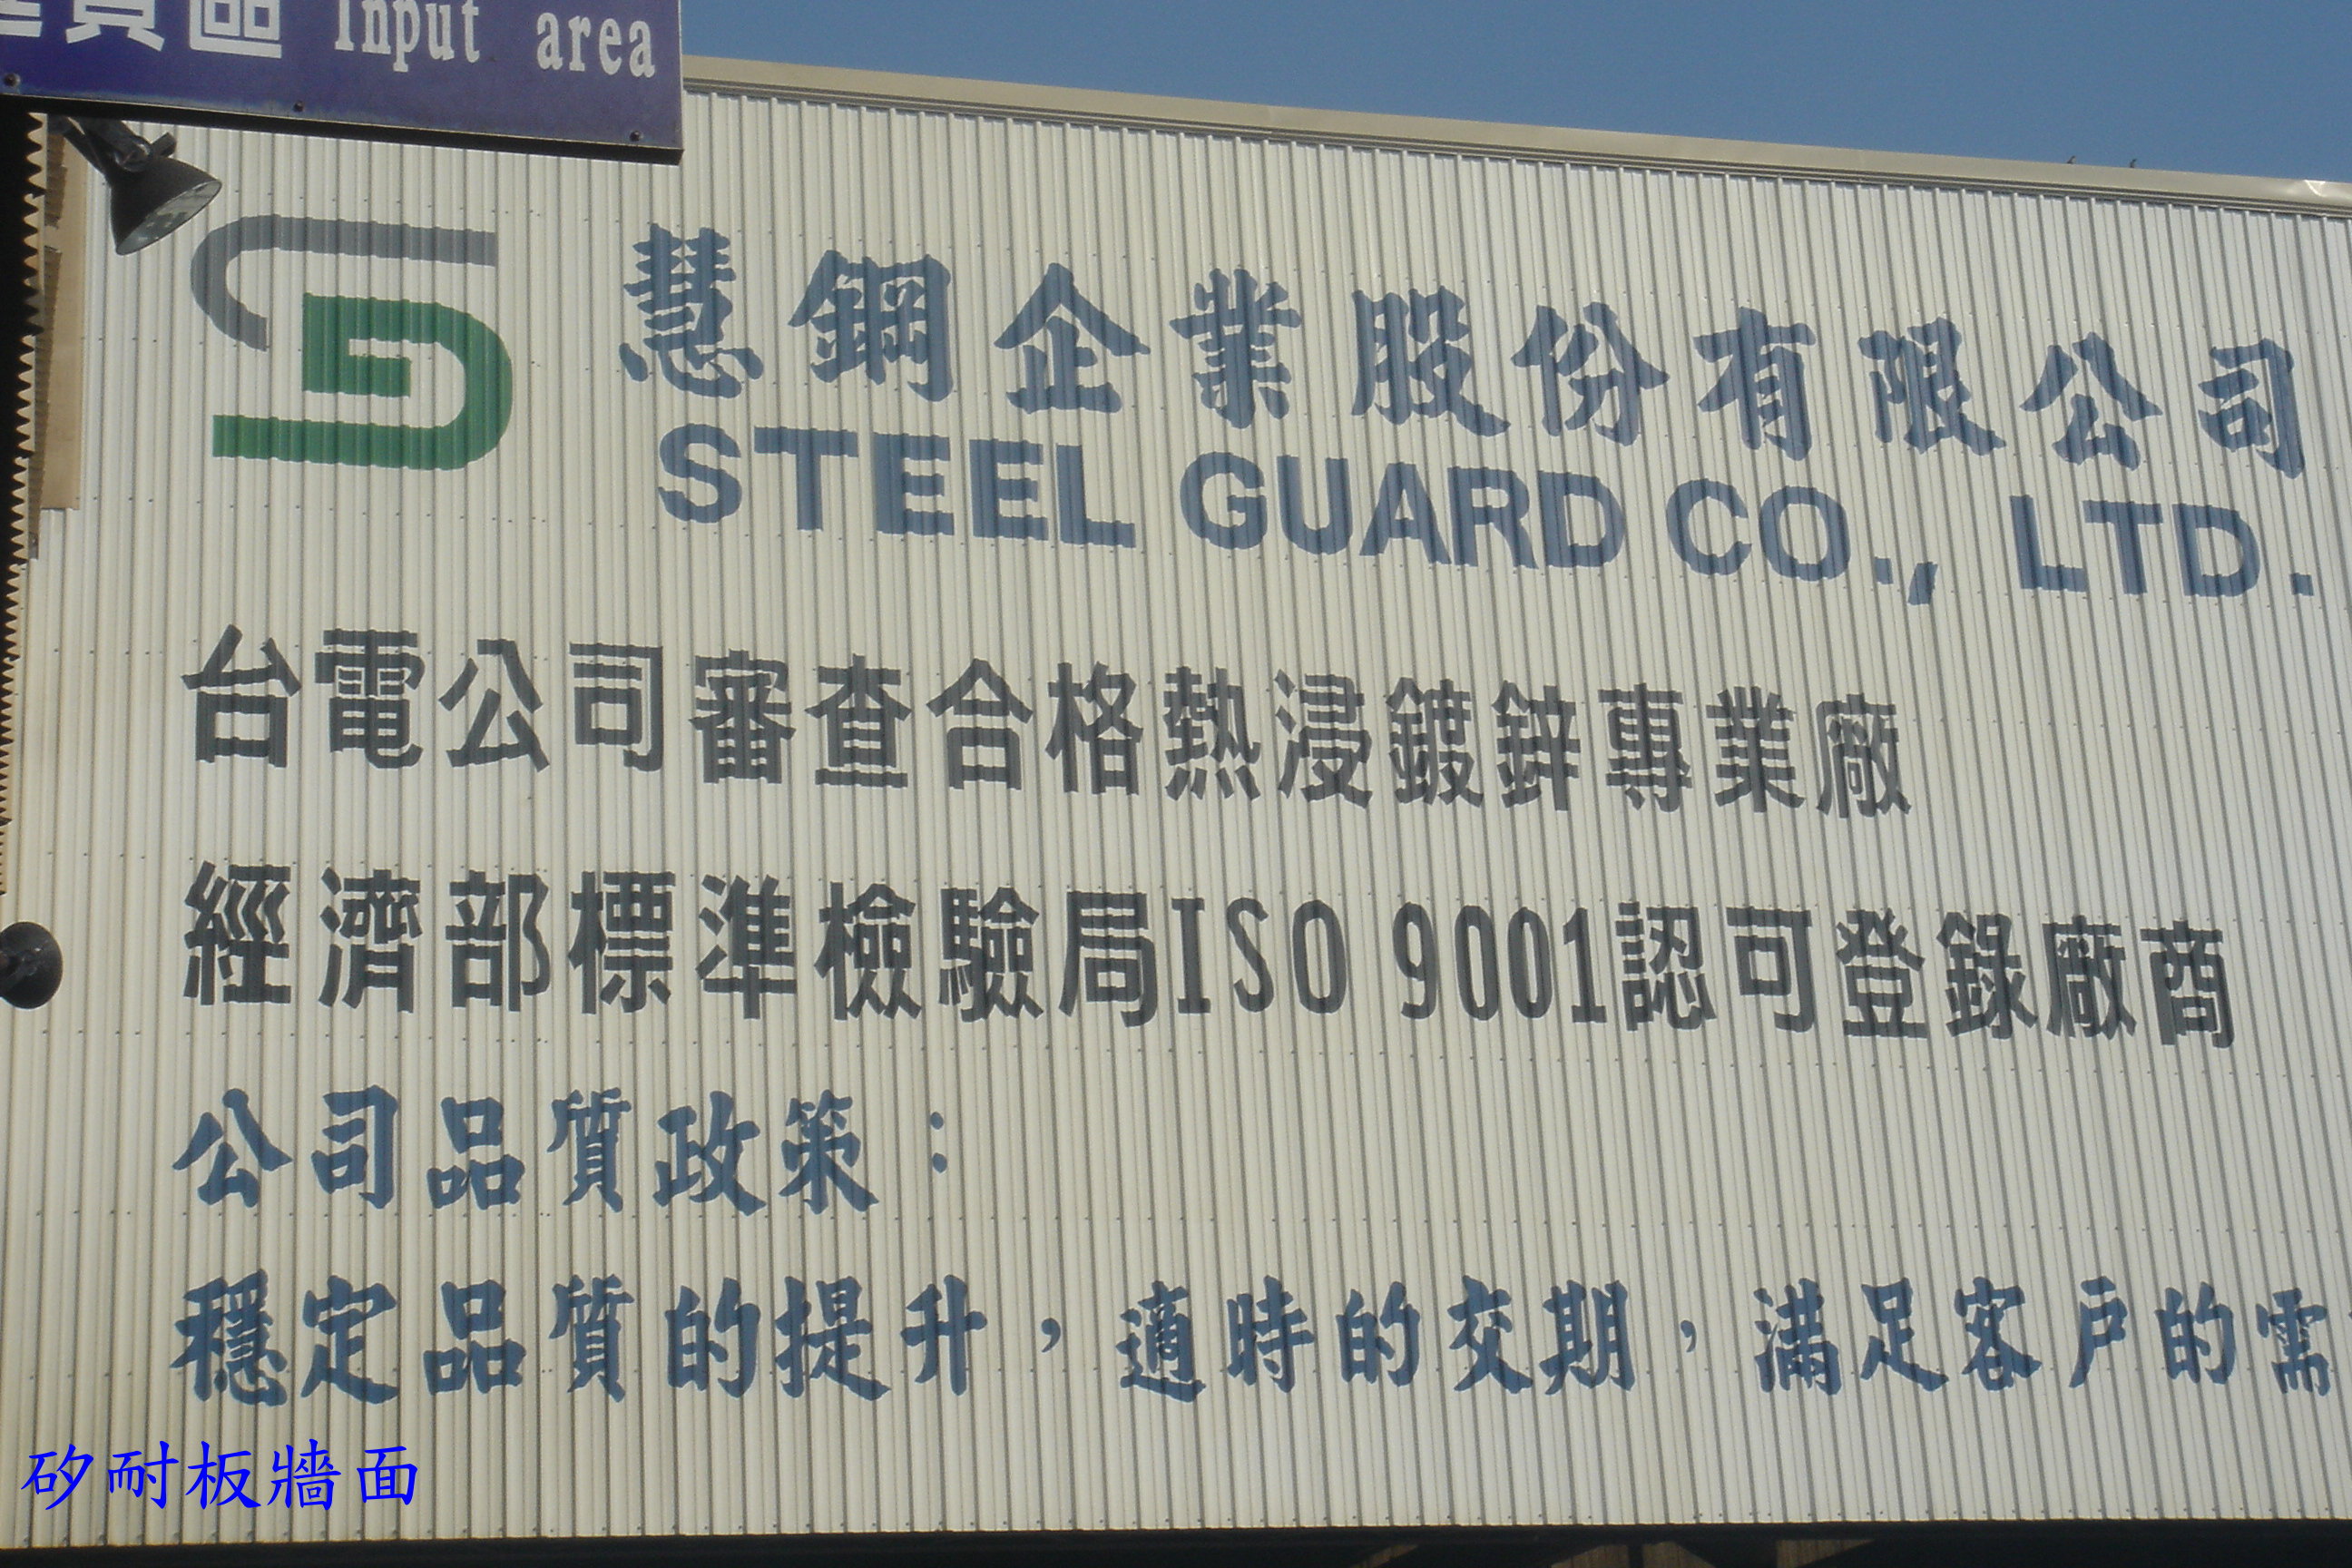 貨區 Input area
慧鋼企業股份有限公司
STEEL GUARD CO., LTD.
台電公司審查合格熱浸鍍鋅專業廠
經濟部標準檢驗局ISO 9001認可登錄廠商
公司品質政策：
穩定品質的提升，適時的交期，滿足客戶的需
矽耐板牆面